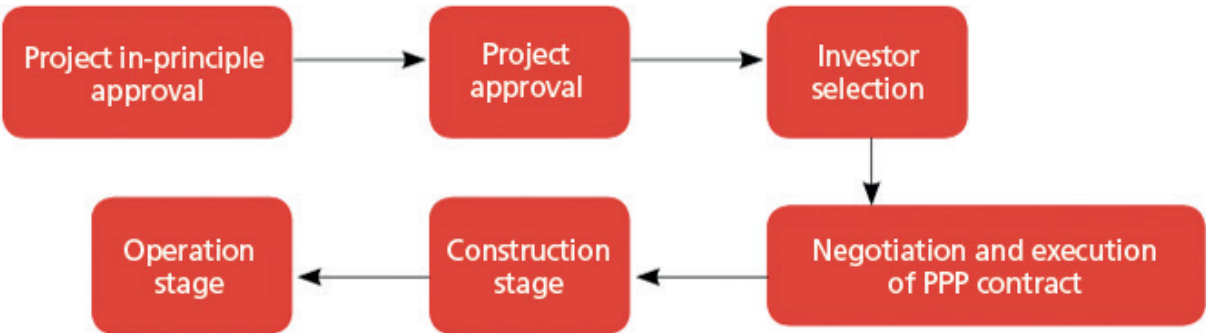 Project in-principle
approval
Project
approval
Investor
selection
Negotiation and execution
of PPP contract
Construction
stage
Operation
stage